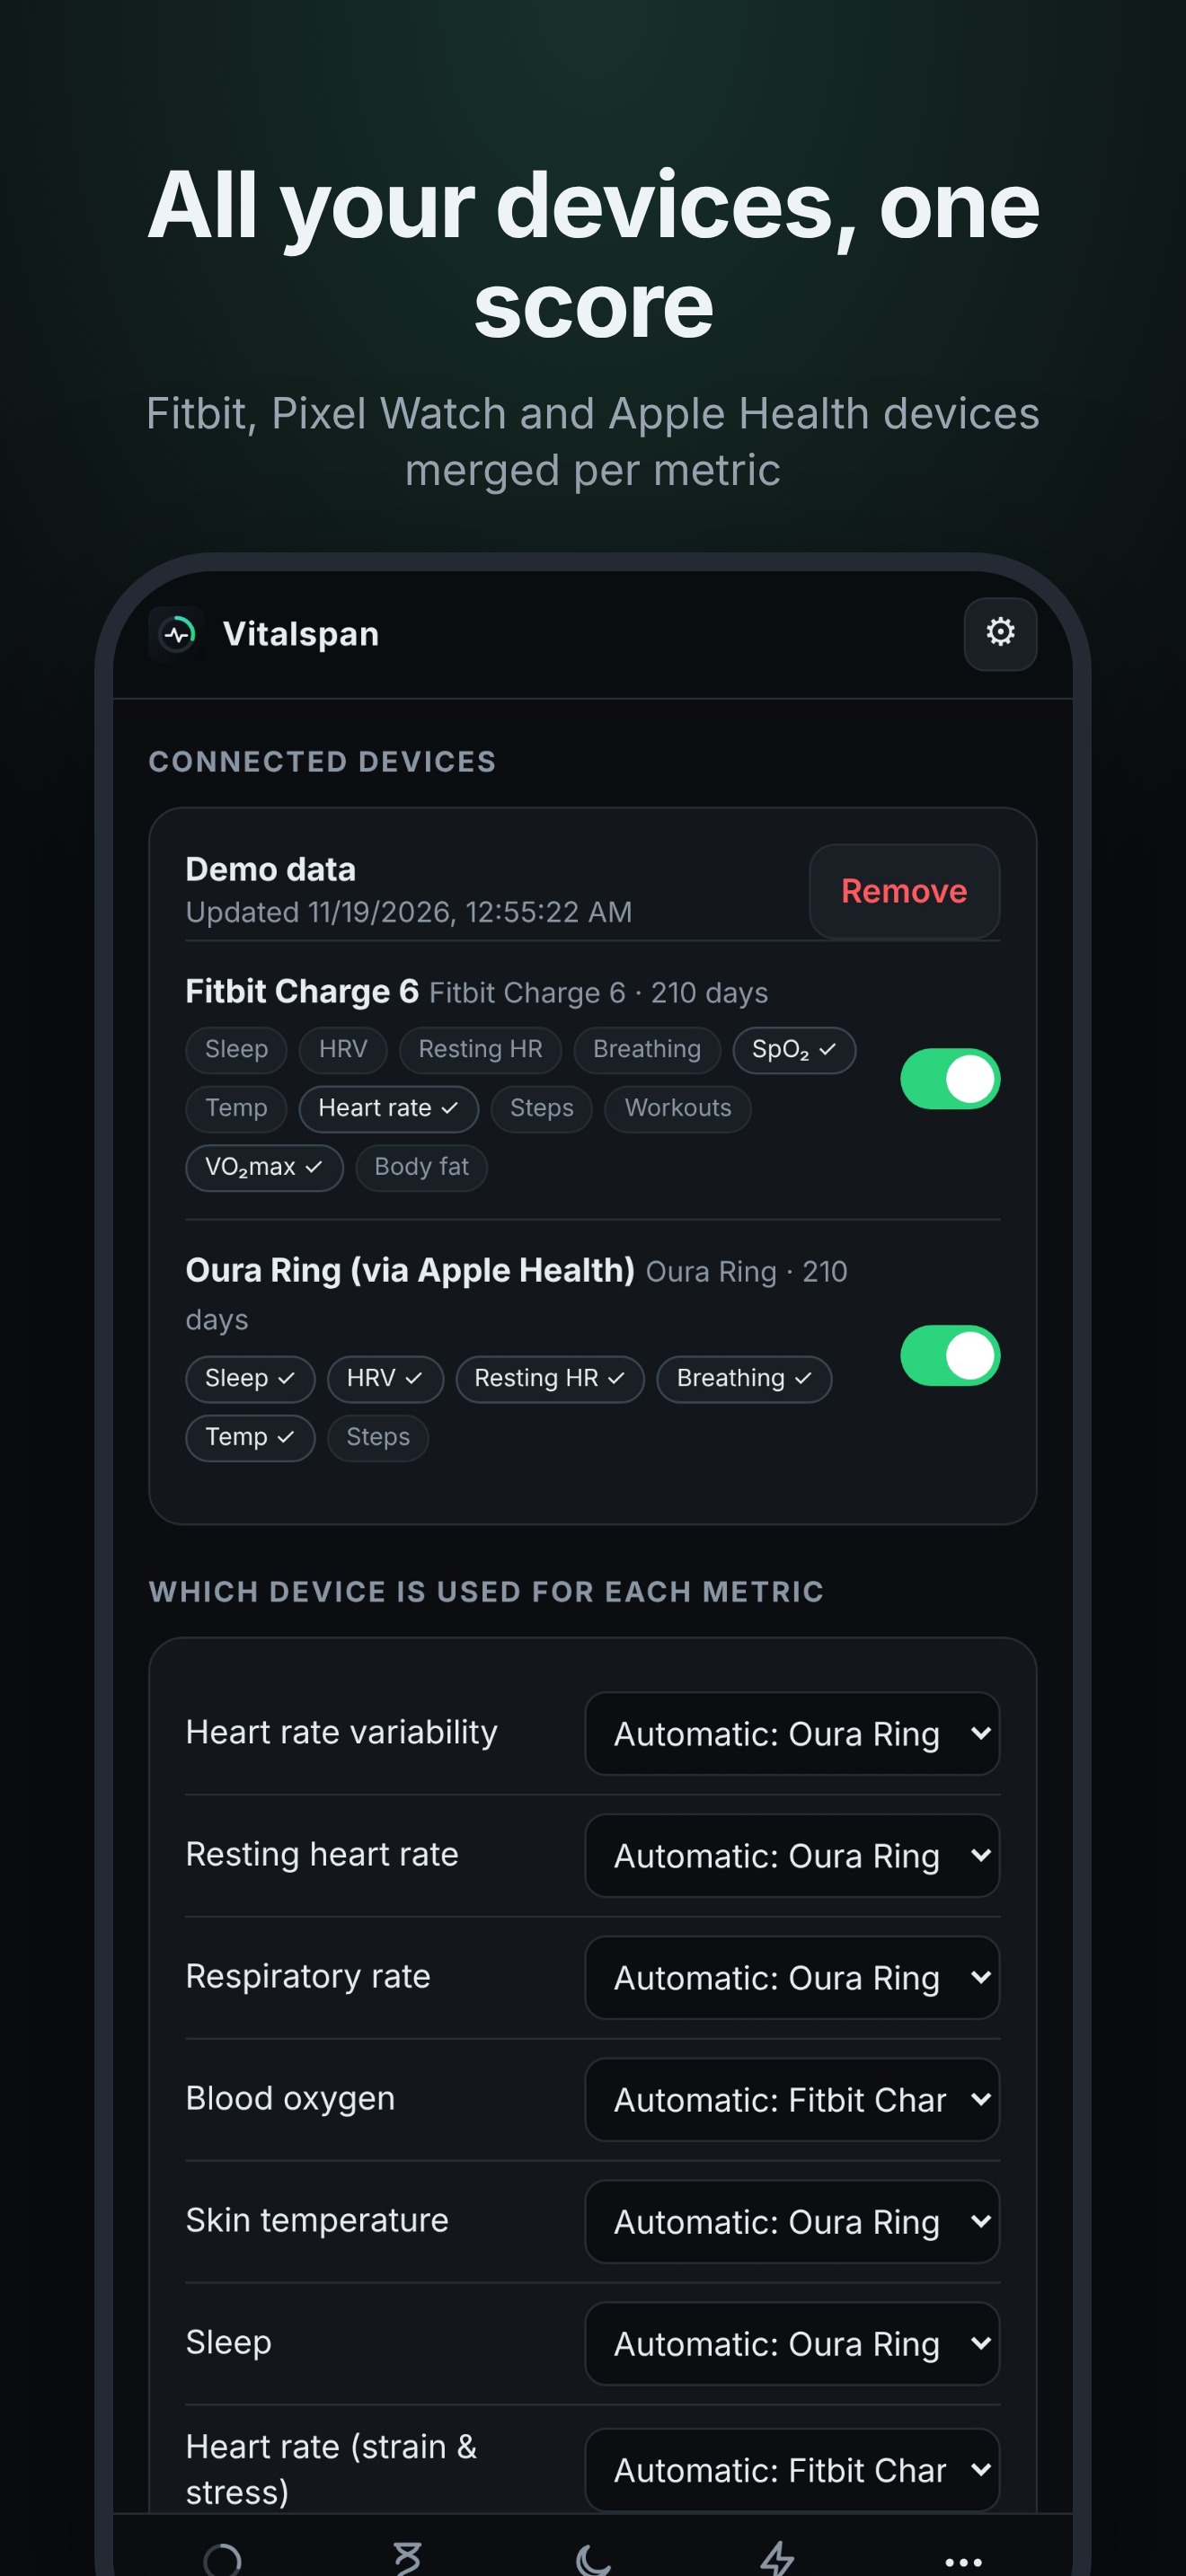 All your devices, one
score
Fitbit, Pixel Watch and Apple Health devices
merged per metric
Vitalspan
CONNECTED DEVICES
Demo data
Remove
Updated 11/19/2026, 12:55:22 AM
Fitbit Charge 6 Fitbit Charge 6 · 210 days
Sleep HRV Resting HR Breathing SpO₂ ✓
Temp Heart rate ✓ Steps Workouts
VO₂max ✓ Body fat
Oura Ring (via Apple Health) Oura Ring · 210
days
Sleep ✓ HRV ✓ Resting HR ✓ Breathing ✓
Temp ✓ Steps
WHICH DEVICE IS USED FOR EACH METRIC
Heart rate variability Automatic: Oura Ring
Resting heart rate Automatic: Oura Ring
Respiratory rate Automatic: Oura Ring
Blood oxygen Automatic: Fitbit Char
Skin temperature Automatic: Oura Ring
Sleep Automatic: Oura Ring
Heart rate (strain &
stress) Automatic: Fitbit Char